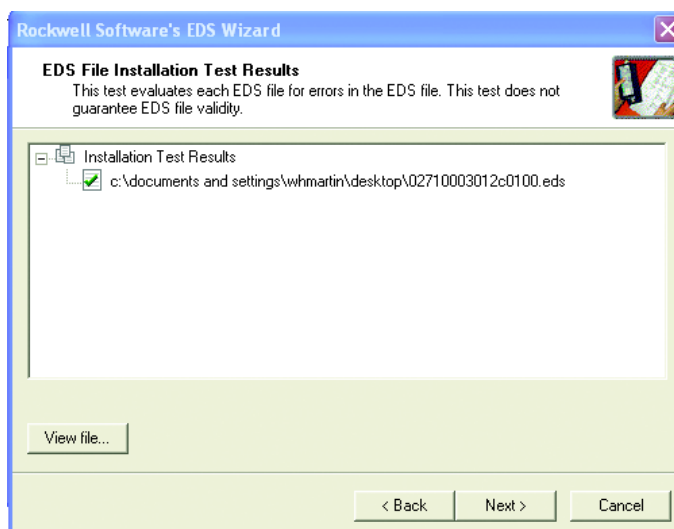 Rockwell Software's EDS Wizard
EDS File Installation Test Results
This test evaluates each EDS file for errors in the EDS file. This test does not
guarantee EDS file validity.
Installation Test Results
c:\documents and settings\whmartin\desktop\02710003012c0100.eds
View file...
< Back
Next >
Cancel